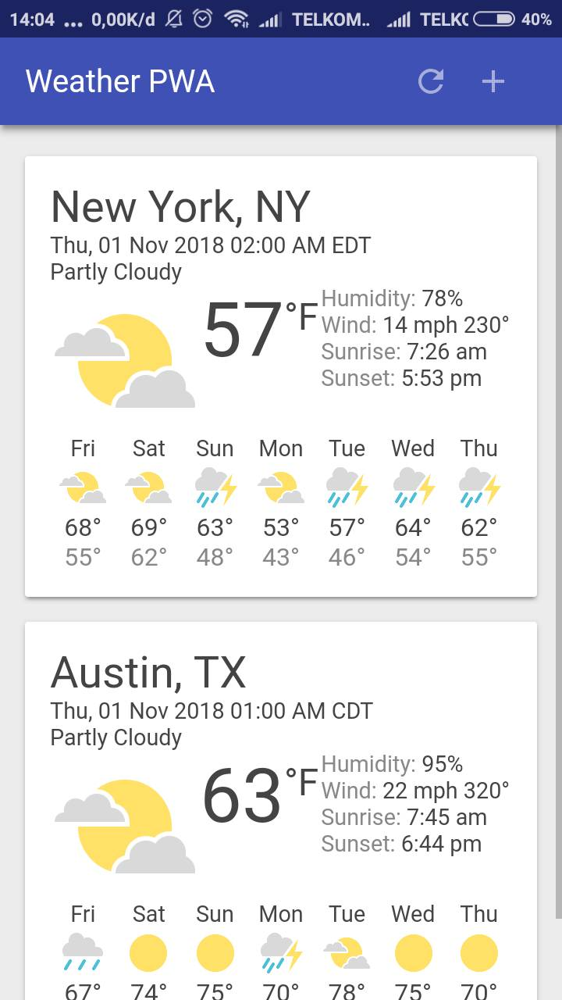 14:04 ... 0,00K/d TELKOM.. TELKO 40%
Weather PWA
New York, NY
Thu, 01 Nov 2018 02:00 AM EDT
Partly Cloudy
57°F
Humidity: 78%
Wind: 14 mph 230°
Sunrise: 7:26 am
Sunset: 5:53 pm
Fri Sat Sun Mon Tue Wed Thu
68° 69° 63° 53° 57° 64° 62°
55° 62° 48° 43° 46° 54° 55°
Austin, TX
Thu, 01 Nov 2018 01:00 AM CDT
Partly Cloudy
63°F
Humidity: 95%
Wind: 22 mph 320°
Sunrise: 7:45 am
Sunset: 6:44 pm
Fri Sat Sun Mon Tue Wed Thu
67° 74° 75° 70° 78° 75° 70°